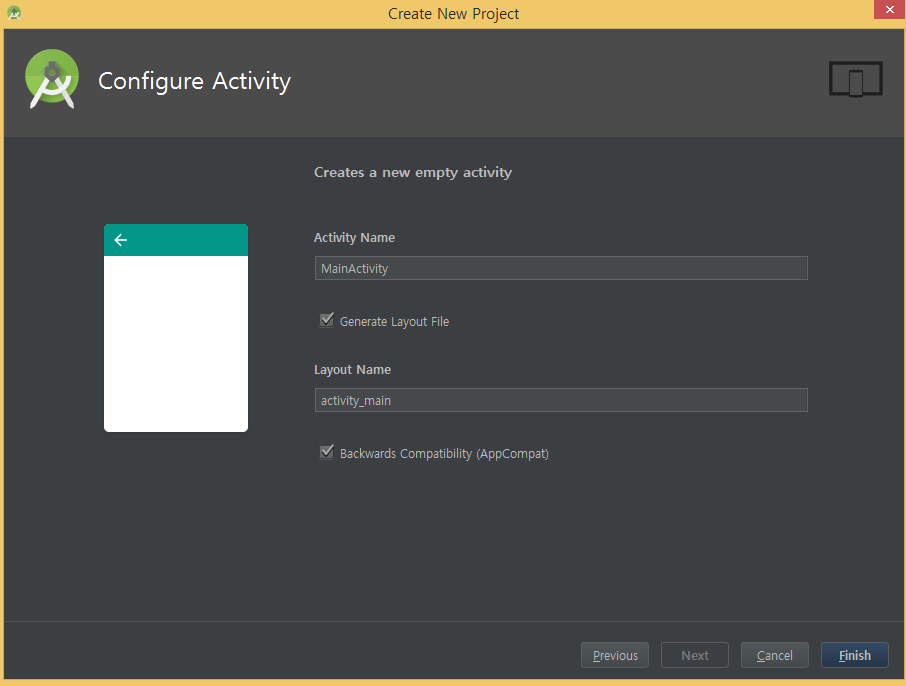 Create New Project
Configure Activity
Creates a new empty activity
Activity Name
MainActivity
Generate Layout File
Layout Name
activity_main
Backwards Compatibility (AppCompat)
Previous Next Cancel Finish